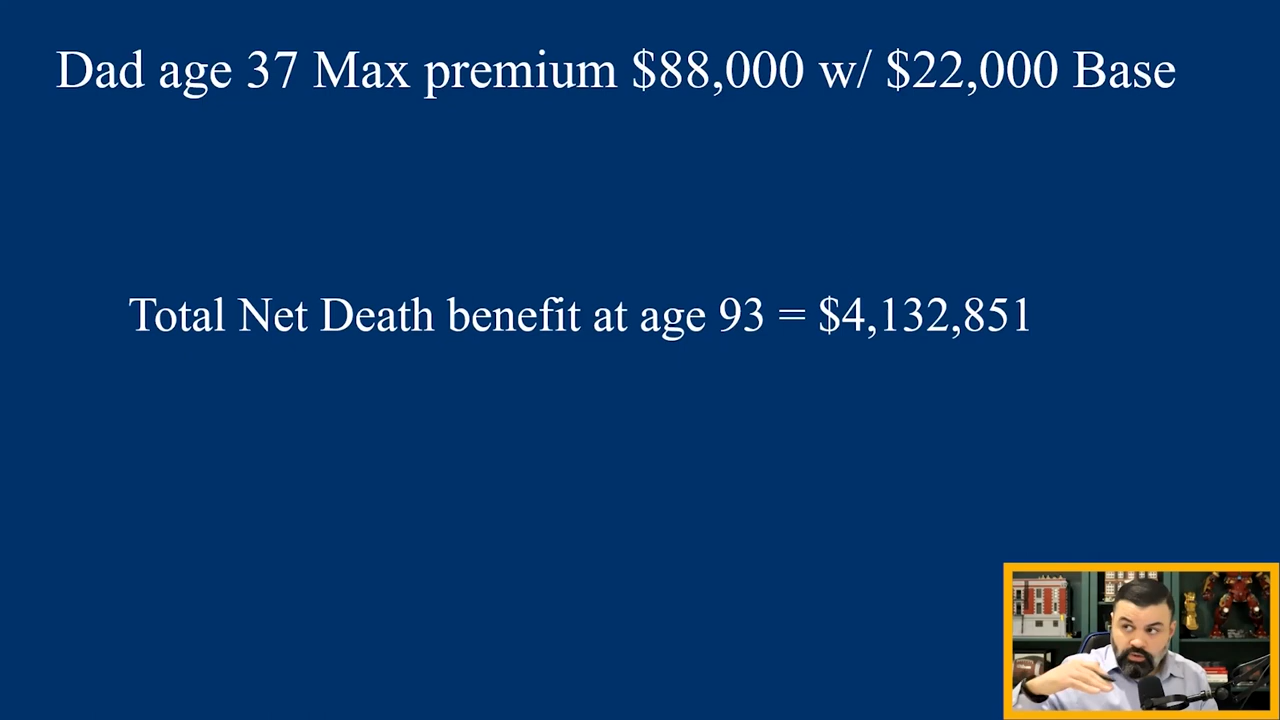 Dad age 37 Max premium $88,000 w/ $22,000 Base
Total Net Death benefit at age 93 = $4,132,851